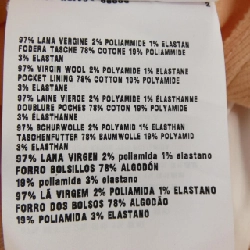 97% LANA VERGINE 2% POLIAMMIDE 1% ELASTAN
FODERA TASCHE 78% COTONE 19% POLIAMMIDE
3% ELASTAN
97% VIRGIN WOOL 2% POLYAMIDE 1% ELASTANE
POCKET LINING 78% COTTON 19% POLYAMIDE
3% ELASTANE
97% LAINE VIERGE 2% POLYAMIDE 1% ELASTHANNE
DOUBLURE POCHES 78% COTON 19% POLYAMIDE
3% ELASTHANNE
97% SCHURWOLLE 2% POLYAMID 1% ELASTHAN
TASCHENFUTTER 78% BAUMWOLLE 19% POLYAMID
3% ELASTHAN
97% LANA VIRGEN 2% poliamida 1% elastano
FORRO BOLSILLOS 78% ALGODÓN
19% poliamida 3% elastano
97% LÃ VIRGEM 2% POLIAMIDA 1% ELASTANO
FORRO DOS BOLSOS 78% ALGODÃO
19% POLIAMIDA 3% ELASTANO